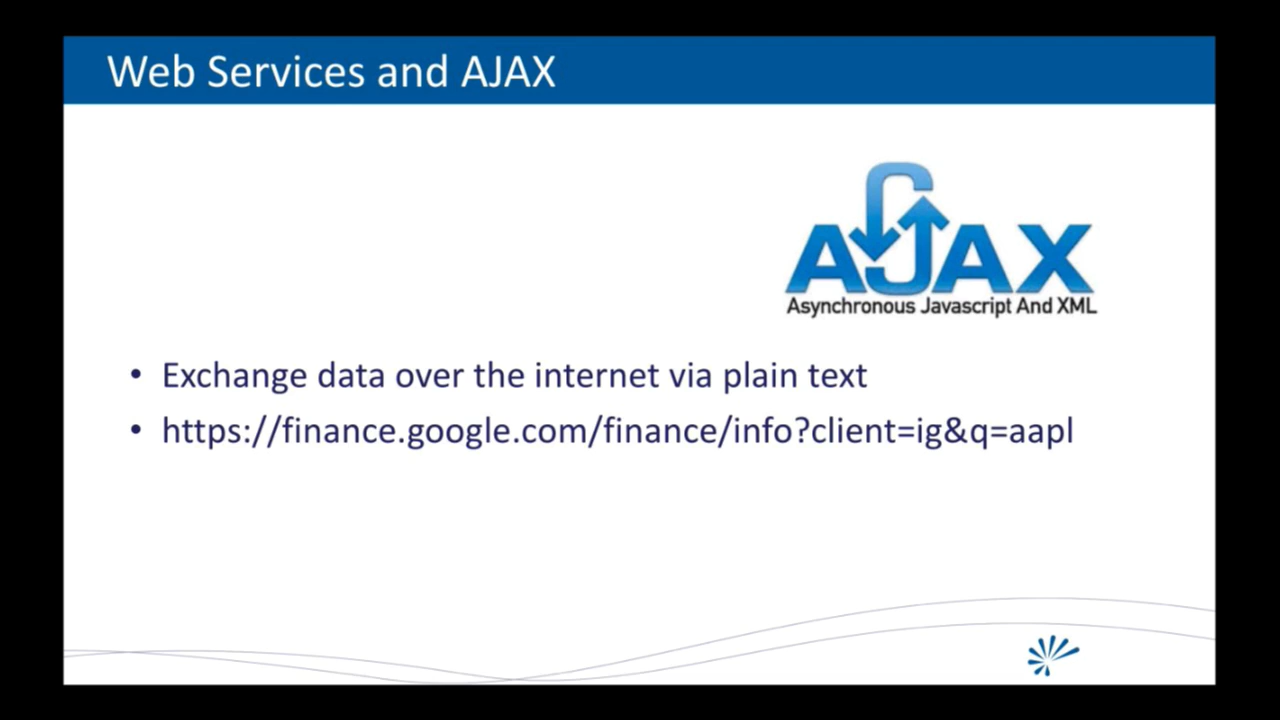 Web Services and AJAX
AJAX
Asynchronous Javascript And XML
• Exchange data over the internet via plain text
• https://finance.google.com/finance/info?client=ig&q=aapl